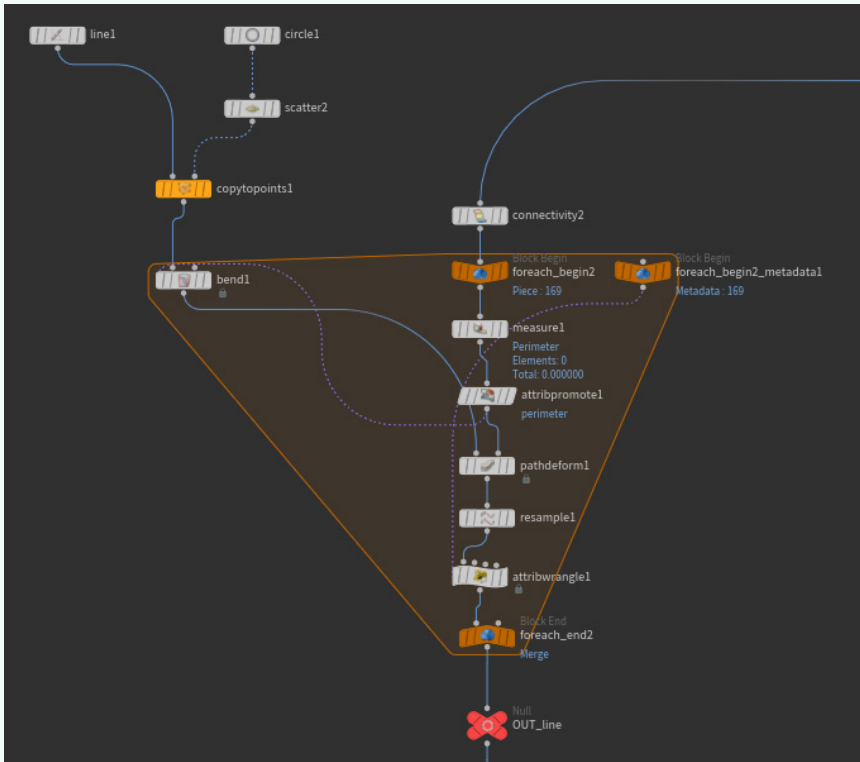 line1
circle1
scatter2
copytopoints1
connectivity2
Block Begin
foreach_begin2
Piece : 169
Block Begin
foreach_begin2_metadata1
Metadata : 169
bend1
measure1
Perimeter
Elements: 0
Total: 0.000000
attribpromote1
perimeter
pathdeform1
resample1
attribwrangle1
Block End
foreach_end2
Merge
Null
OUT_line